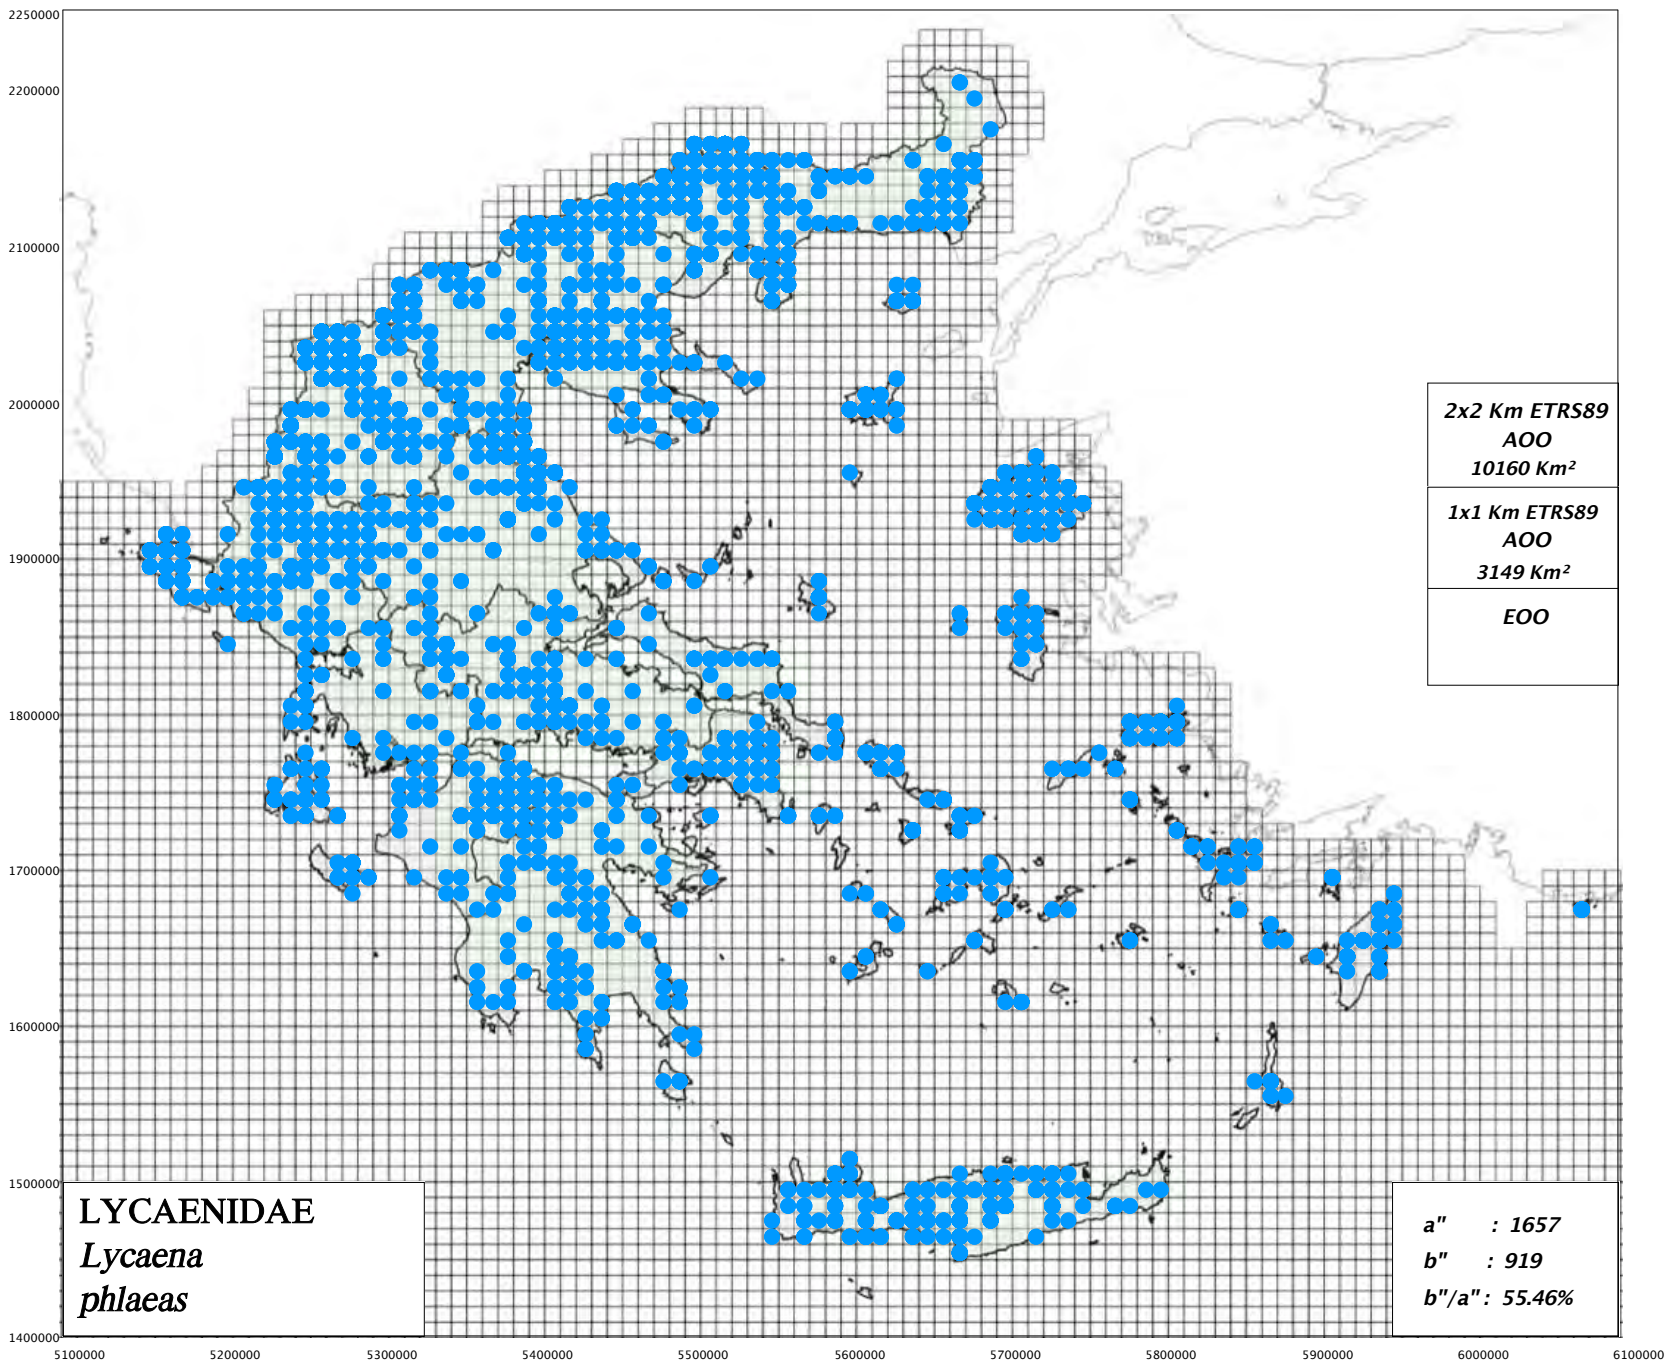 2250000
2200000
2100000
2000000
1900000
1800000
1700000
1600000
1500000
1400000
2x2 Km ETRS89
AOO
10160 Km²
1x1 Km ETRS89
AOO
3149 Km²
EOO
LYCAENIDAE
Lycaena
phlaeas
a" : 1657
b" : 919
b"/a" : 55.46%
5100000 5200000 5300000 5400000 5500000 5600000 5700000 5800000 5900000 6000000 6100000